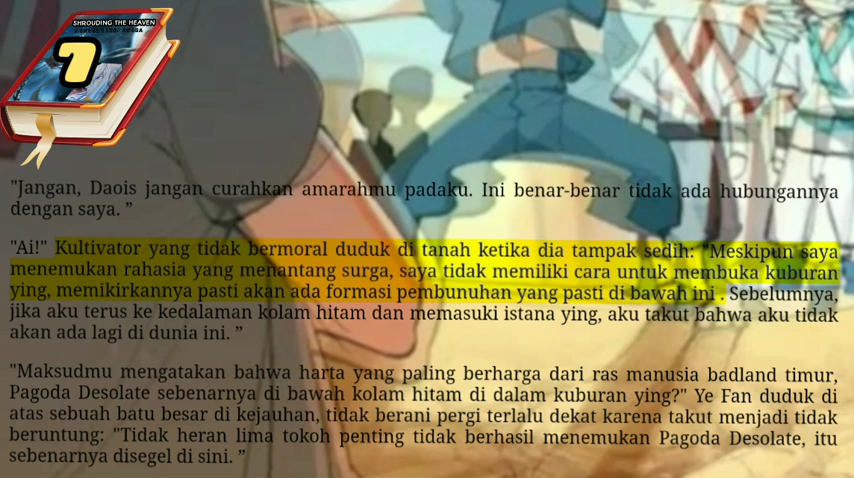 SHROUDING THE HEAVEN
7
"Jangan, Daois jangan curahkan amarahmu padaku. Ini benar-benar tidak ada hubungannya
dengan saya. ”
"Ai!" Kultivator yang tidak bermoral duduk di tanah ketika dia tampak sedih: "Meskipun saya
menemukan rahasia yang menantang surga, saya tidak memiliki cara untuk membuka kuburan
ying, memikirkannya pasti akan ada formasi pembunuhan yang pasti di bawah ini . Sebelumnya,
jika aku terus ke kedalaman kolam hitam dan memasuki istana ying, aku takut bahwa aku tidak
akan ada lagi di dunia ini. ”
"Maksudmu mengatakan bahwa harta yang paling berharga dari ras manusia badland timur,
Pagoda Desolate sebenarnya di bawah kolam hitam di dalam kuburan ying?" Ye Fan duduk di
atas sebuah batu besar di kejauhan, tidak berani pergi terlalu dekat karena takut menjadi tidak
beruntung: "Tidak heran lima tokoh penting tidak berhasil menemukan Pagoda Desolate, itu
sebenarnya disegel di sini. ”